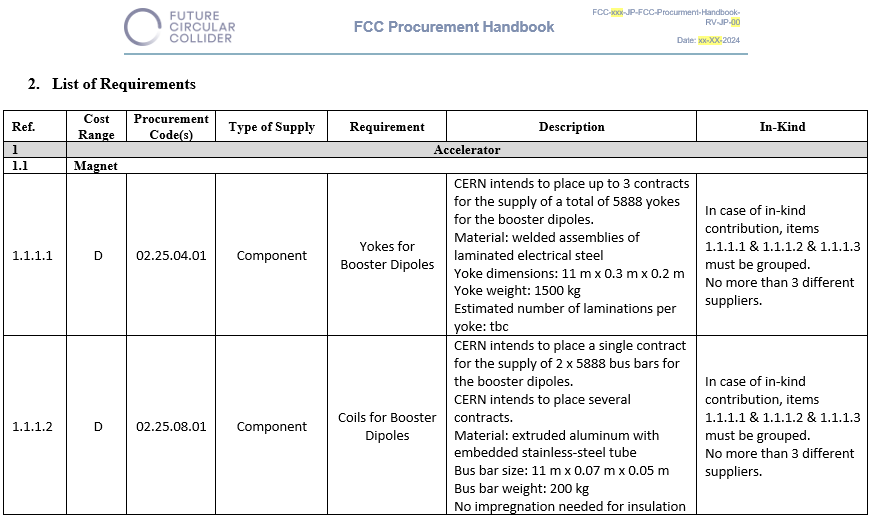 FUTURE
CIRCULAR
COLLIDER
FCC Procurement Handbook
FCC-xxx-JP-FCC-Procurment-Handbook-
RV-JP-00
Date: xx-XX-2024
2. List of Requirements
Ref.
Cost
Range
Procurement
Code(s)
Type of Supply
Requirement
Description
In-Kind
1
Accelerator
1.1
Magnet
1.1.1.1
D
02.25.04.01
Component
Yokes for
Booster Dipoles
CERN intends to place up to 3 contracts
for the supply of a total of 5888 yokes
for the booster dipoles.
Material: welded assemblies of
laminated electrical steel
Yoke dimensions: 11 m x 0.3 m x 0.2 m
Yoke weight: 1500 kg
Estimated number of laminations per
yoke: tbc
In case of in-kind
contribution, items
1.1.1.1 & 1.1.1.2 & 1.1.1.3
must be grouped.
No more than 3 different
suppliers.
1.1.1.2
D
02.25.08.01
Component
Coils for Booster
Dipoles
CERN intends to place a single contract
for the supply of 2 x 5888 bus bars for
the booster dipoles.
CERN intends to place several
contracts.
Material: extruded aluminum with
embedded stainless-steel tube
Bus bar size: 11 m x 0.07 m x 0.05 m
Bus bar weight: 200 kg
No impregnation needed for insulation
In case of in-kind
contribution, items
1.1.1.1 & 1.1.1.2 & 1.1.1.3
must be grouped.
No more than 3 different
suppliers.